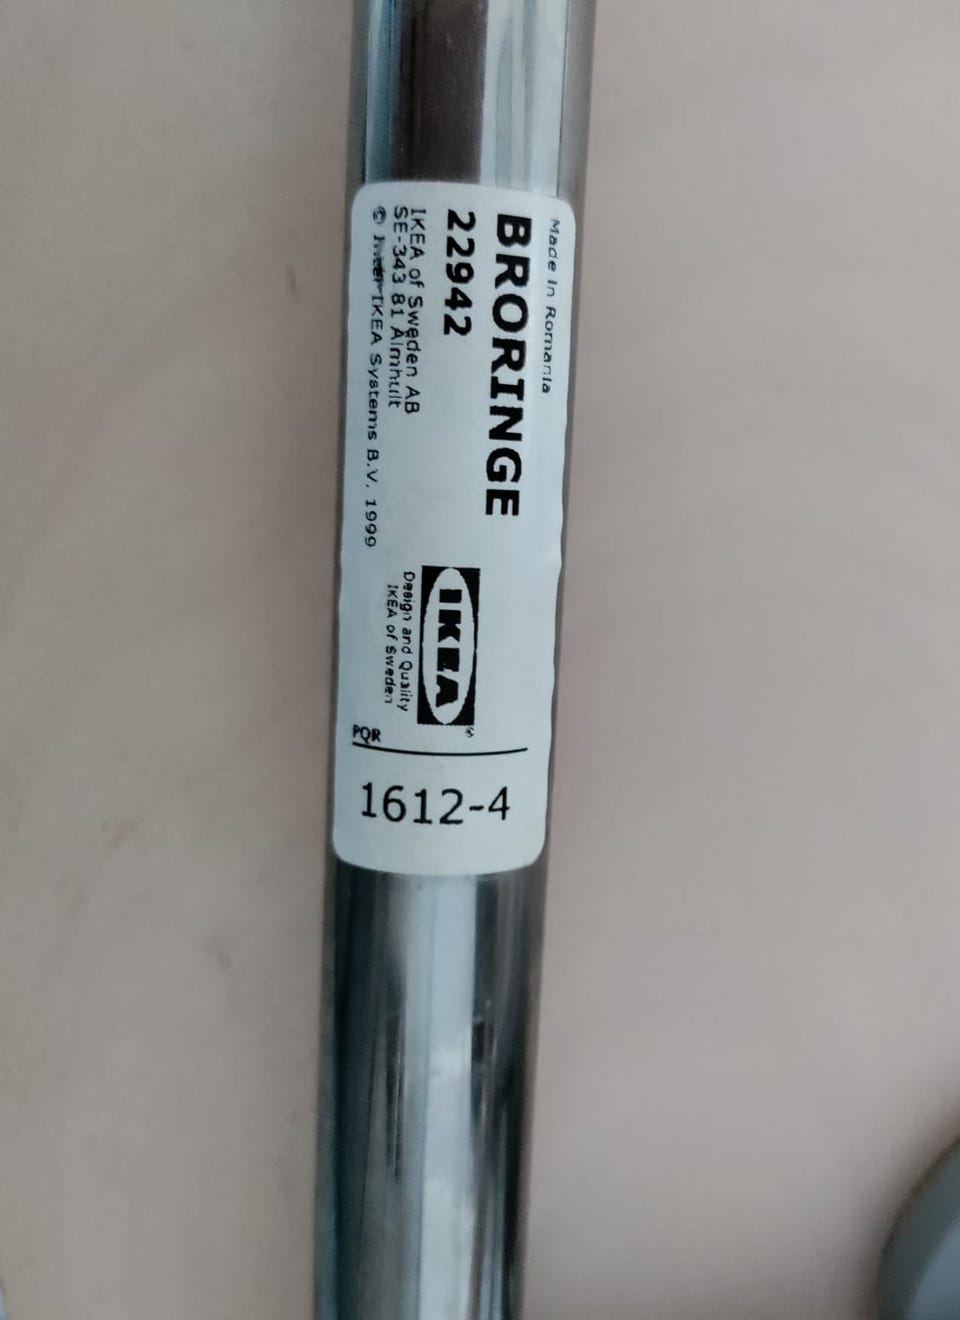 Made in Romania
BRORINGE
22942
IKEA of Sweden AB
SE-343 81 Älmhult
© Inter IKEA Systems B.V. 1999
IKEA®
Design and Quality
IKEA of Sweden
PQR
1612-4